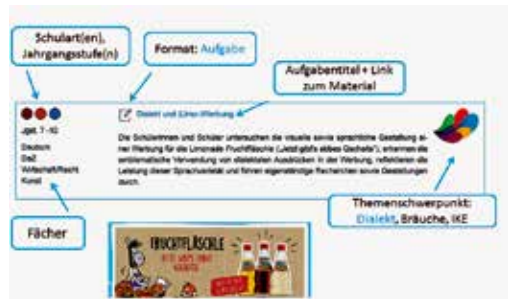 Schulart(en),
Jahrgangsstufe(n)
Format: Aufgabe
Aufgabentitel + Link
zum Material
Dialekt und (Limo-)Werbung
Jgst. 7 -10
Deutsch
DaZ
Wirtschaft/Recht
Kunst
Die Schülerinnen und Schüler untersuchen die visuelle sowie sprachliche Gestaltung ei-
ner Werbung für die Limonade Fruchtfläschle („Jetzt gibts ebbes Gscheits"), erkennen die
emblematische Verwendung von dialektalen Ausdrücken in der Werbung, reflektieren die
Leistung dieser Sprachvarietät und führen eigenständige Recherchen sowie Gestaltungen
durch.
Themenschwerpunkt:
Dialekt, Bräuche, IKE
Fächer
FRUCHTFLÄSCHLE